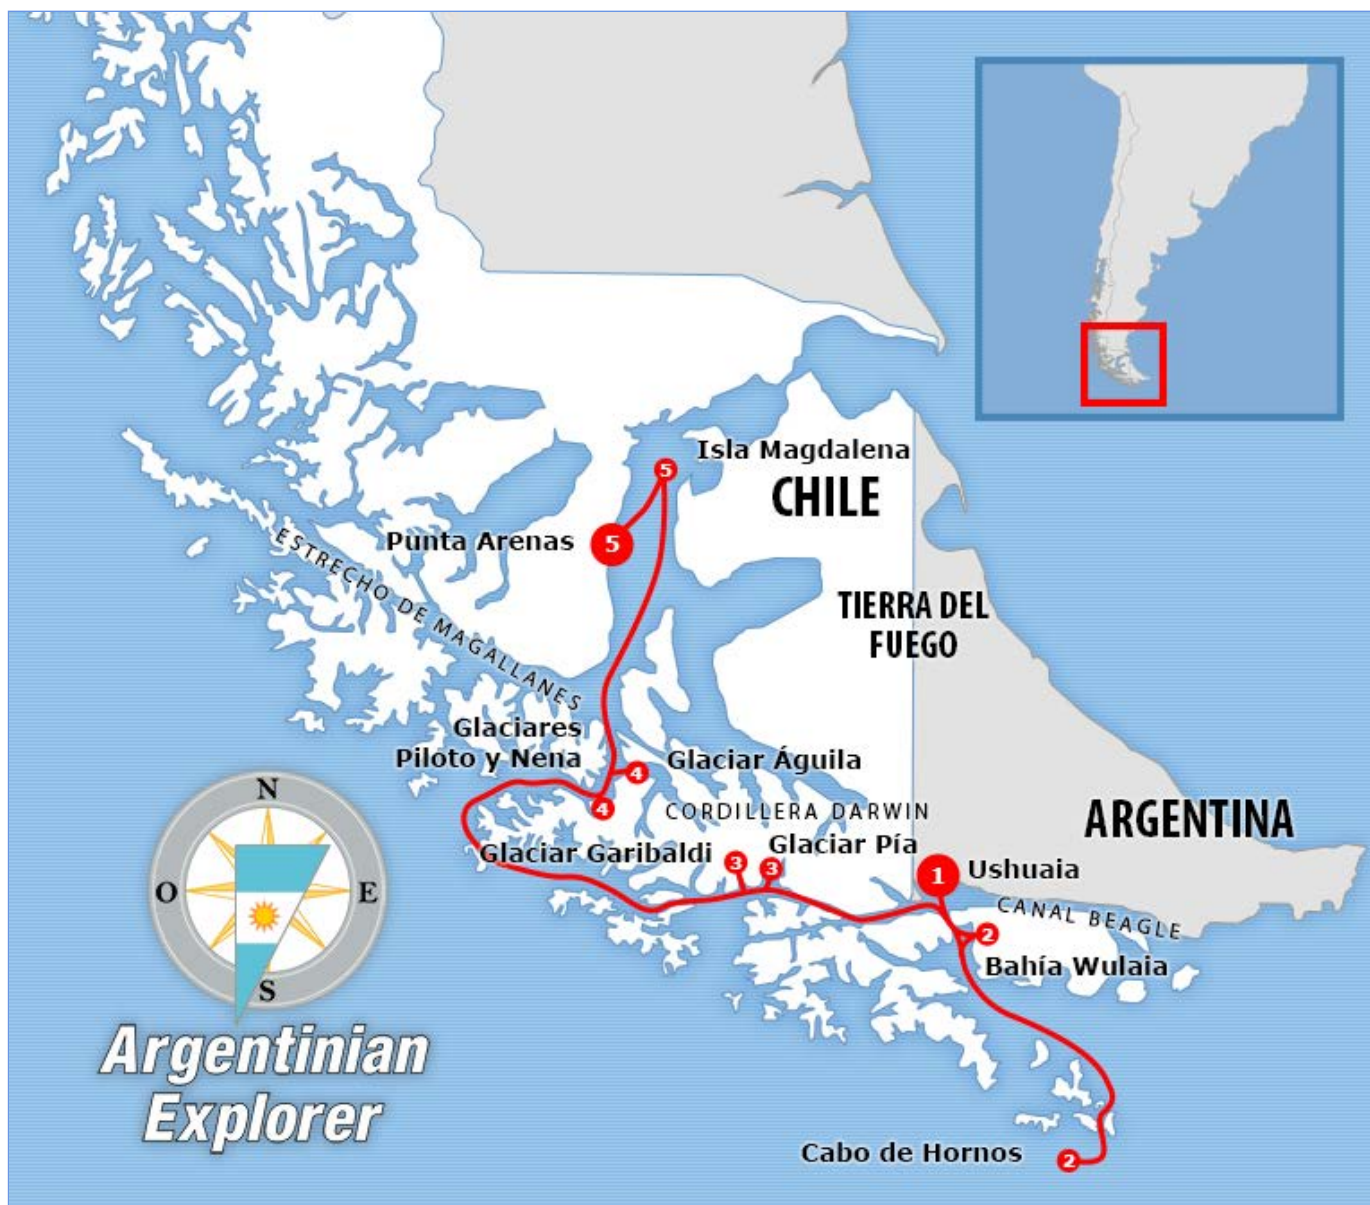 Isla Magdalena
5
CHILE
Punta Arenas
5
ESTRECHO DE MAGALLANES
TIERRA DEL
FUEGO
Glaciares
Piloto y Nena
Glaciar Águila
4
4
CORDILLERA DARWIN
ARGENTINA
Glaciar Garibaldi
3
Glaciar Pía
3
1
Ushuaia
CANAL BEAGLE
2
Bahía Wulaia
N
O
E
S
Argentinian
Explorer
Cabo de Hornos
2